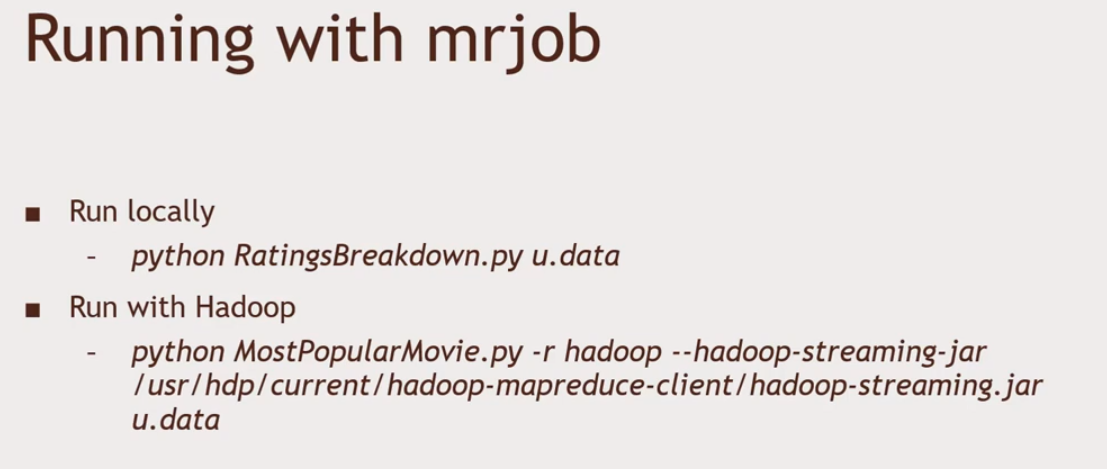 Running with mrjob
■ Run locally
– python RatingsBreakdown.py u.data
■ Run with Hadoop
– python MostPopularMovie.py -r hadoop --hadoop-streaming-jar
/usr/hdp/current/hadoop-mapreduce-client/hadoop-streaming.jar
u.data